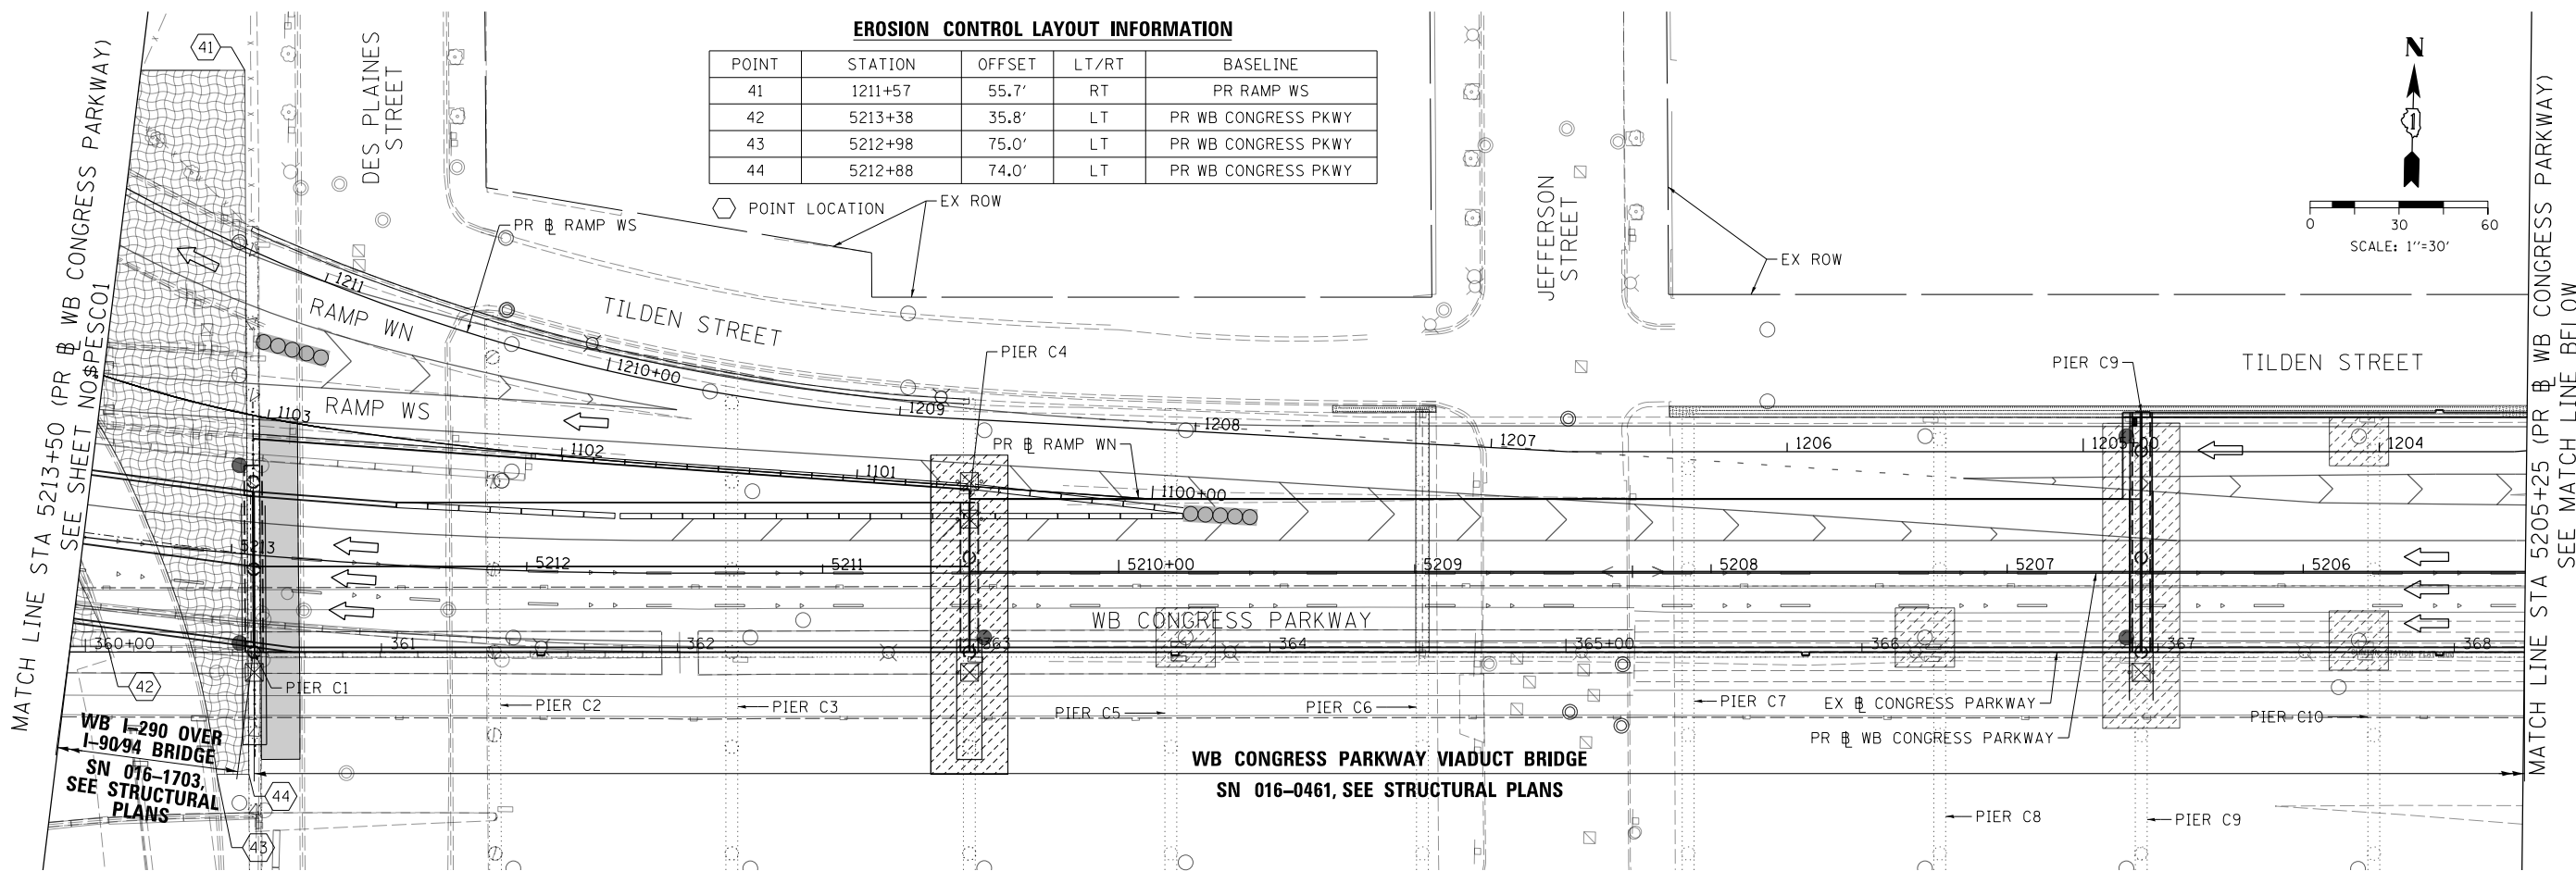 EROSION CONTROL LAYOUT INFORMATION
POINT STATION OFFSET LT/RT BASELINE
41 1211+57 55.7' RT PR RAMP WS
42 5213+38 35.8' LT PR WB CONGRESS PKWY
43 5212+98 75.0' LT PR WB CONGRESS PKWY
44 5212+88 74.0' LT PR WB CONGRESS PKWY
POINT LOCATION
41
DES PLAINES
STREET
MATCH LINE STA 5213+50 (PR BL WB CONGRESS PARKWAY)
EX ROW
PR BL RAMP WS
JEFFERSON
STREET
EX ROW
N
1
0 30 60
SCALE: 1''=30'
MATCH LINE STA 5205+25 (PR BL WB CONGRESS PARKWAY)
SEE MATCH LINE BELOW
1211
RAMP WN
TILDEN STREET
1210+00
PIER C4
PIER C9
TILDEN STREET
RAMP WS
1103
1209
1208
1207
1206
1205+00
1204
1102
1101
PR BL RAMP WN
1100+00
5213
5212
5211
5210+00
5209
5208
5207
5206
WB CONGRESS PARKWAY
360+00
361
362
363
364
365+00
366
367
368
42
PIER C1
PIER C2
PIER C3
PIER C5
PIER C6
PIER C7
EX BL CONGRESS PARKWAY
PIER C10
PR BL WB CONGRESS PARKWAY
WB I-290 OVER
I-90/94 BRIDGE
SN 016-1703,
SEE STRUCTURAL
PLANS
44
43
WB CONGRESS PARKWAY VIADUCT BRIDGE
SN 016-0461, SEE STRUCTURAL PLANS
PIER C8
PIER C9